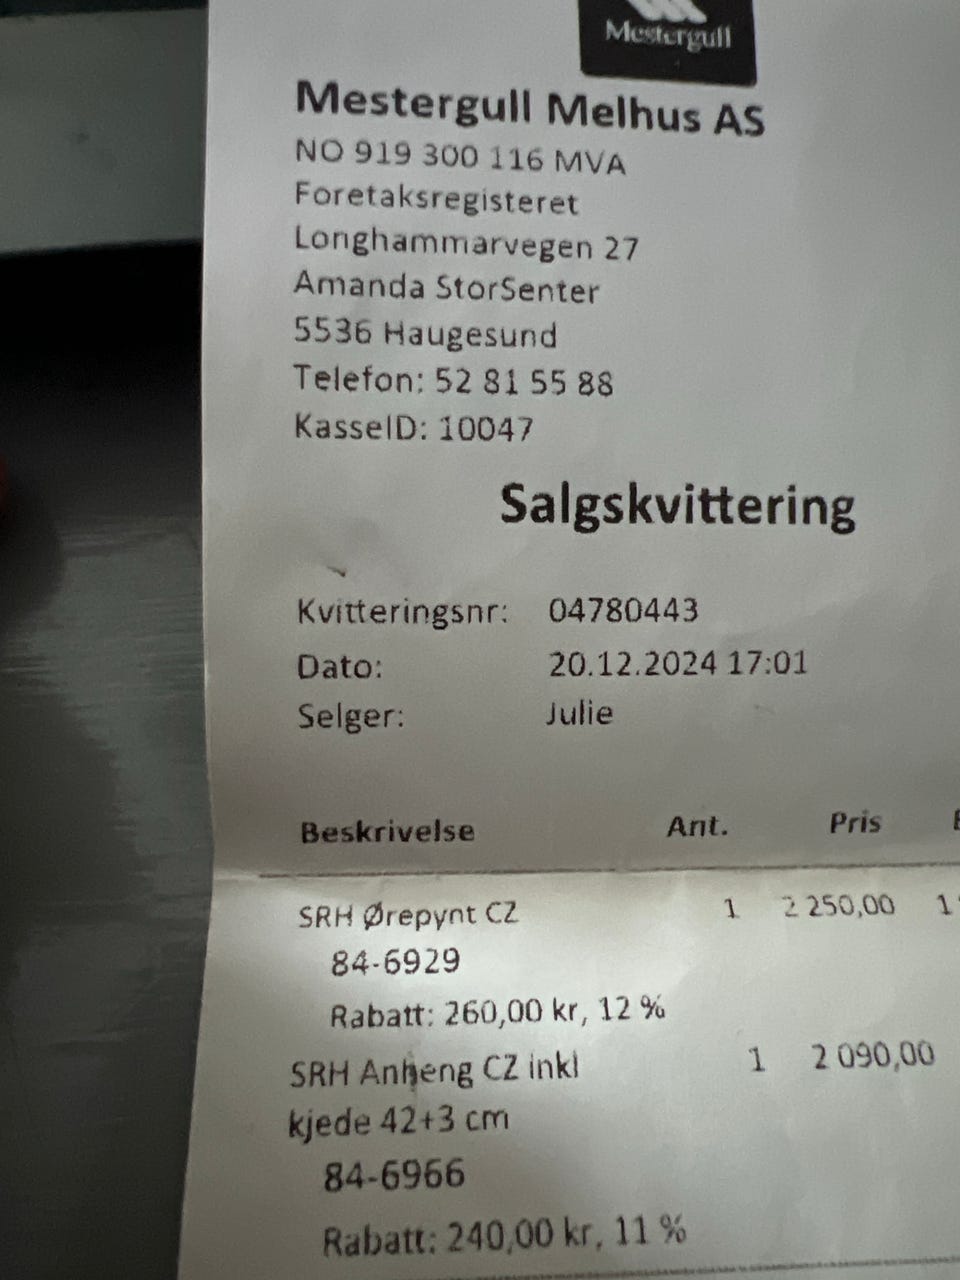 Mestergull
Mestergull Melhus AS
NO 919 300 116 MVA
Foretaksregisteret
Longhammarvegen 27
Amanda StorSenter
5536 Haugesund
Telefon: 52 81 55 88
KasseID: 10047
Salgskvittering
Kvitteringsnr: 04780443
Dato: 20.12.2024 17:01
Selger: Julie
Beskrivelse Ant. Pris
SRH Ørepynt CZ 1 2 250,00
84-6929
Rabatt: 260,00 kr, 12 %
SRH Anheng CZ inkl 1 2 090,00
kjede 42+3 cm
84-6966
Rabatt: 240,00 kr, 11 %